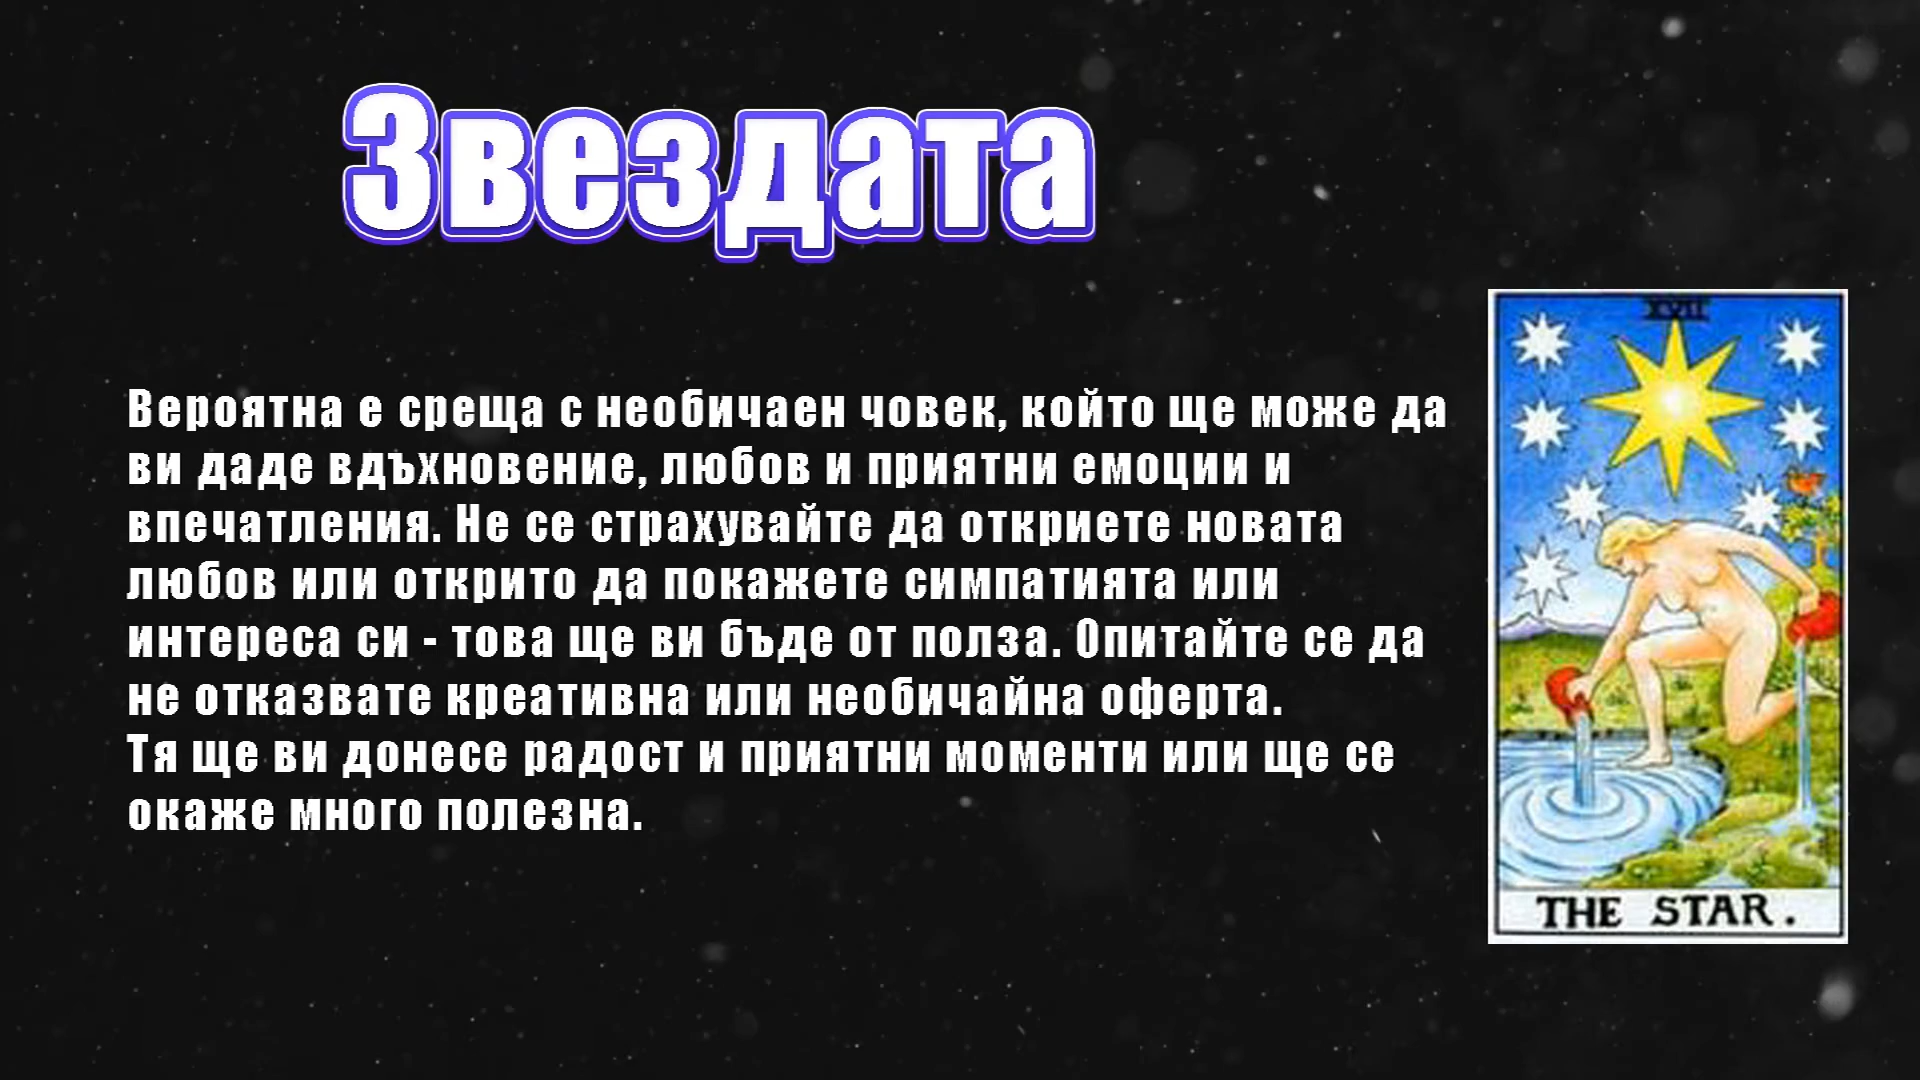 Звездата
Вероятна е среща с необичаен човек, който ще може да
ви даде вдъхновение, любов и приятни емоции и
впечатления. Не се страхувайте да откриете новата
любов или открито да покажете симпатията или
интереса си - това ще ви бъде от полза. Опитайте се да
не отказвате креативна или необичайна оферта.
Тя ще ви донесе радост и приятни моменти или ще се
окаже много полезна.
XVII
THE STAR.